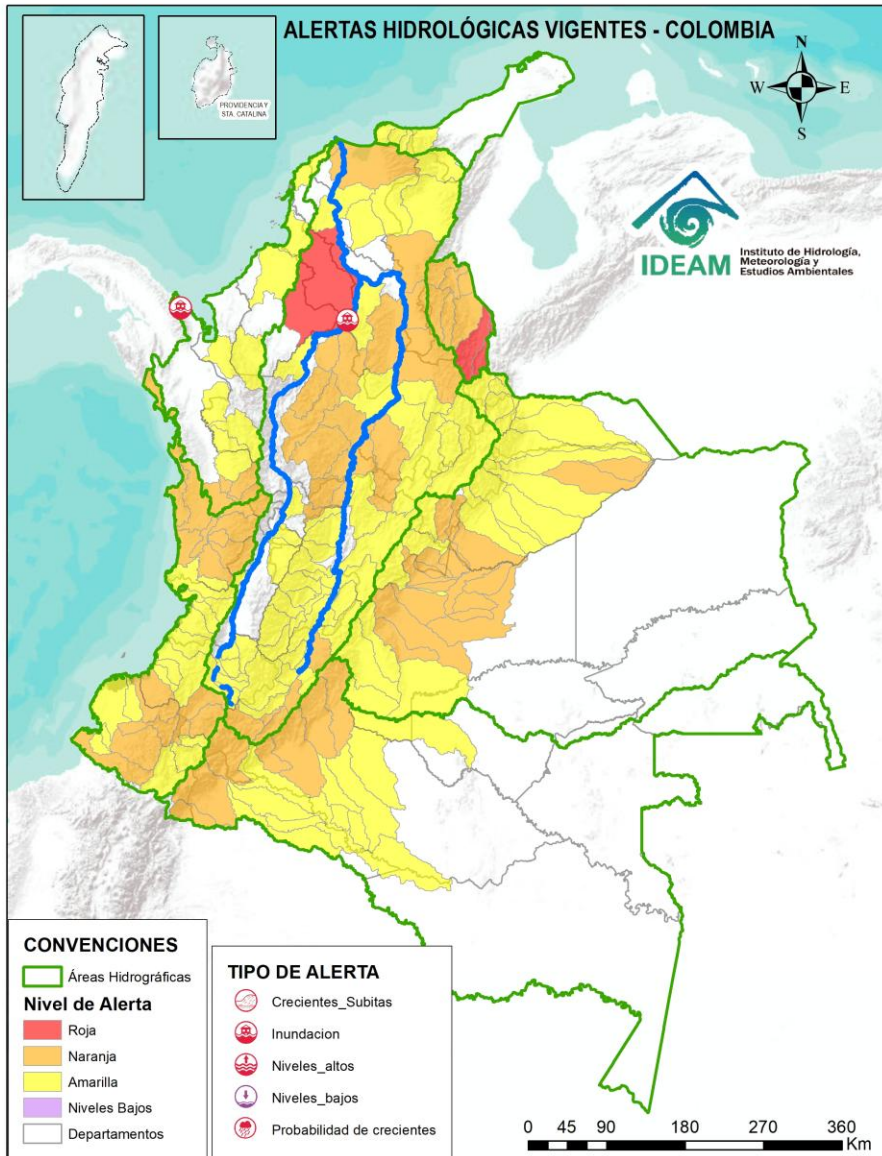 ALERTAS HIDROLÓGICAS VIGENTES - COLOMBIA
PROVIDENCIA Y
STA. CATALINA
N
W E
S
IDEAM
Instituto de Hidrología,
Meteorología y
Estudios Ambientales
CONVENCIONES
Áreas Hidrográficas
Nivel de Alerta
Roja
Naranja
Amarilla
Niveles Bajos
Departamentos
TIPO DE ALERTA
Crecientes_Subitas
Inundacion
Niveles_altos
Niveles_bajos
Probabilidad de crecientes
0 45 90 180 270 360
Km